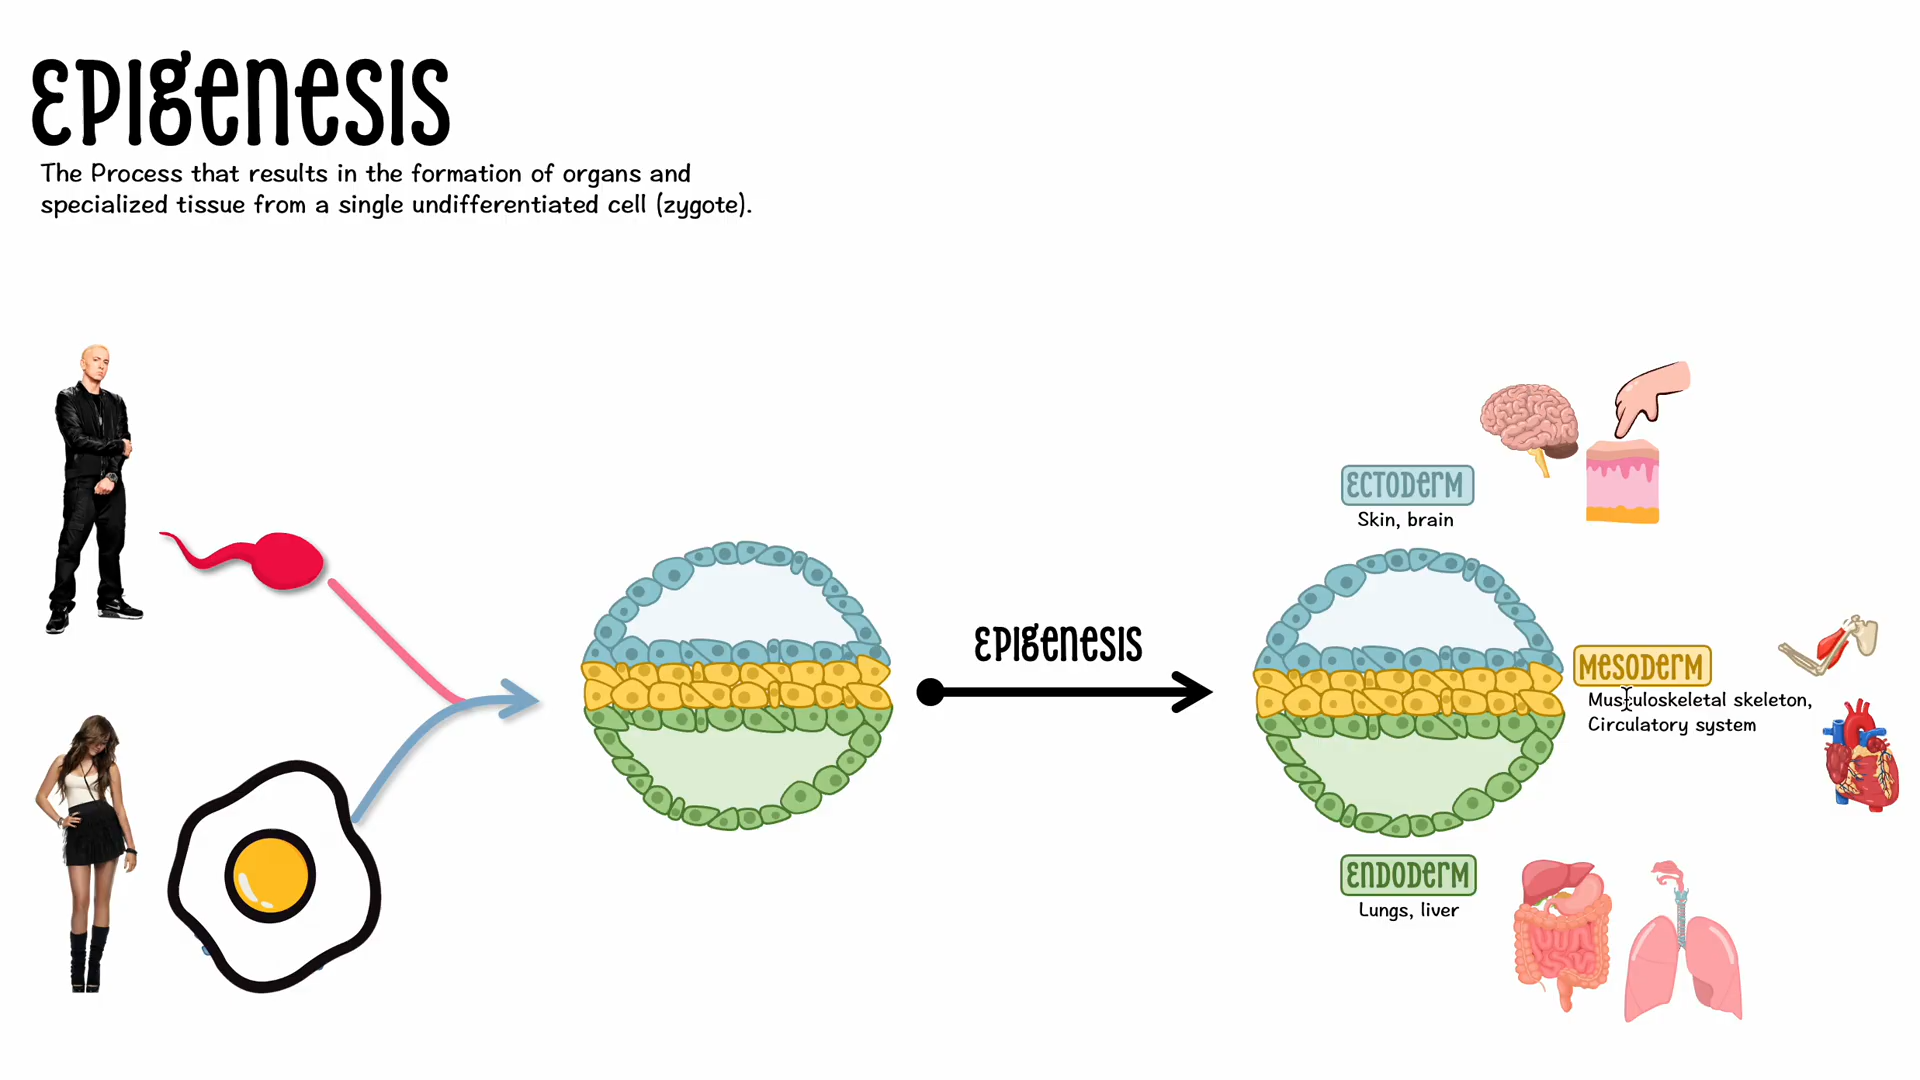 Epigenesis
The Process that results in the formation of organs and
specialized tissue from a single undifferentiated cell (zygote).
Ectoderm
Skin, brain
Epigenesis
Mesoderm
Musculoskeletal skeleton,
Circulatory system
Endoderm
Lungs, liver